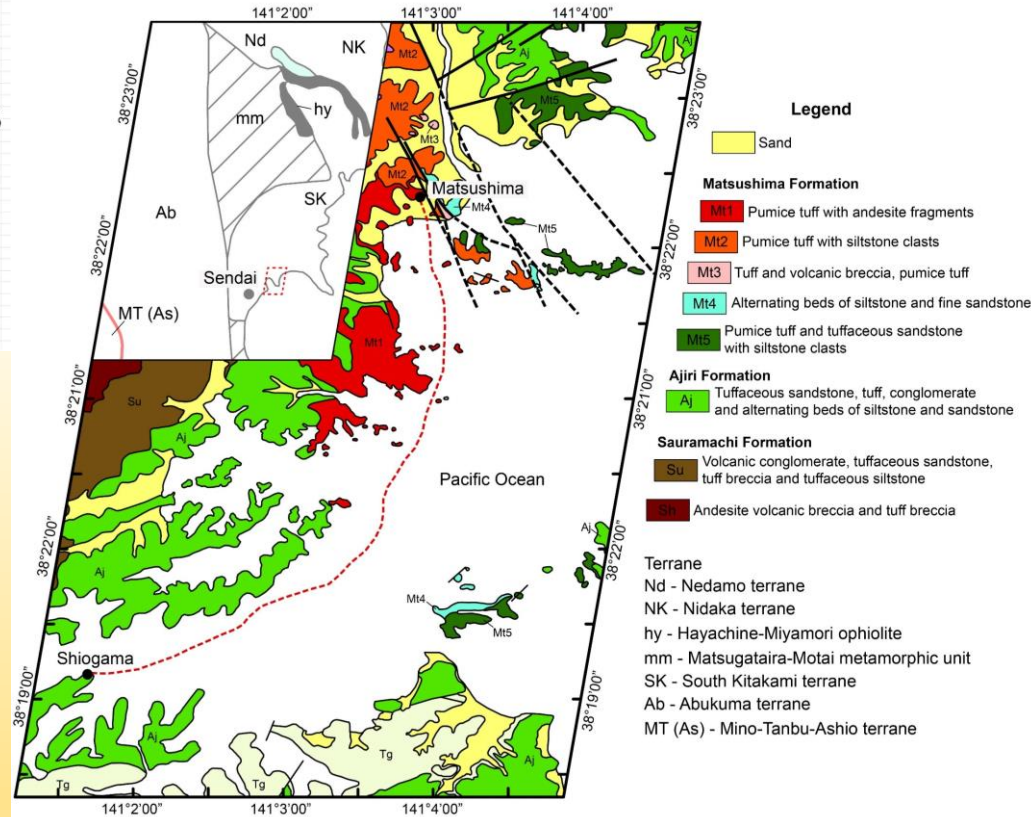 141°2'00"
141°3'00"
141°4'00"
Nd
NK
hy
mm
SK
Ab
Sendai
MT (As)
38°23'00"
38°22'00"
38°21'00"
38°22'00"
38°19'00"
Mt2
Mt2
Mt3
Mt2
Matsushima
Mt4
Mt5
Mt1
Aj
Aj
Mt5
38°23'00"
38°22'00"
38°21'00"
38°22'00"
38°19'00"
Su
Aj
Aj
Pacific Ocean
Aj
Mt4
Mt5
Shiogama
Aj
Tg
Tg
Tg
Aj
141°2'00"
141°3'00"
141°4'00"
Legend
Sand
Matsushima Formation
Mt1 Pumice tuff with andesite fragments
Mt2 Pumice tuff with siltstone clasts
Mt3 Tuff and volcanic breccia, pumice tuff
Mt4 Alternating beds of siltstone and fine sandstone
Mt5 Pumice tuff and tuffaceous sandstone
with siltstone clasts
Ajiri Formation
Aj Tuffaceous sandstone, tuff, conglomerate
and alternating beds of siltstone and sandstone
Sauramachi Formation
Su Volcanic conglomerate, tuffaceous sandstone,
tuff breccia and tuffaceous siltstone
Sh Andesite volcanic breccia and tuff breccia
Terrane
Nd - Nedamo terrane
NK - Nidaka terrane
hy - Hayachine-Miyamori ophiolite
mm - Matsugataira-Motai metamorphic unit
SK - South Kitakami terrane
Ab - Abukuma terrane
MT (As) - Mino-Tanbu-Ashio terrane